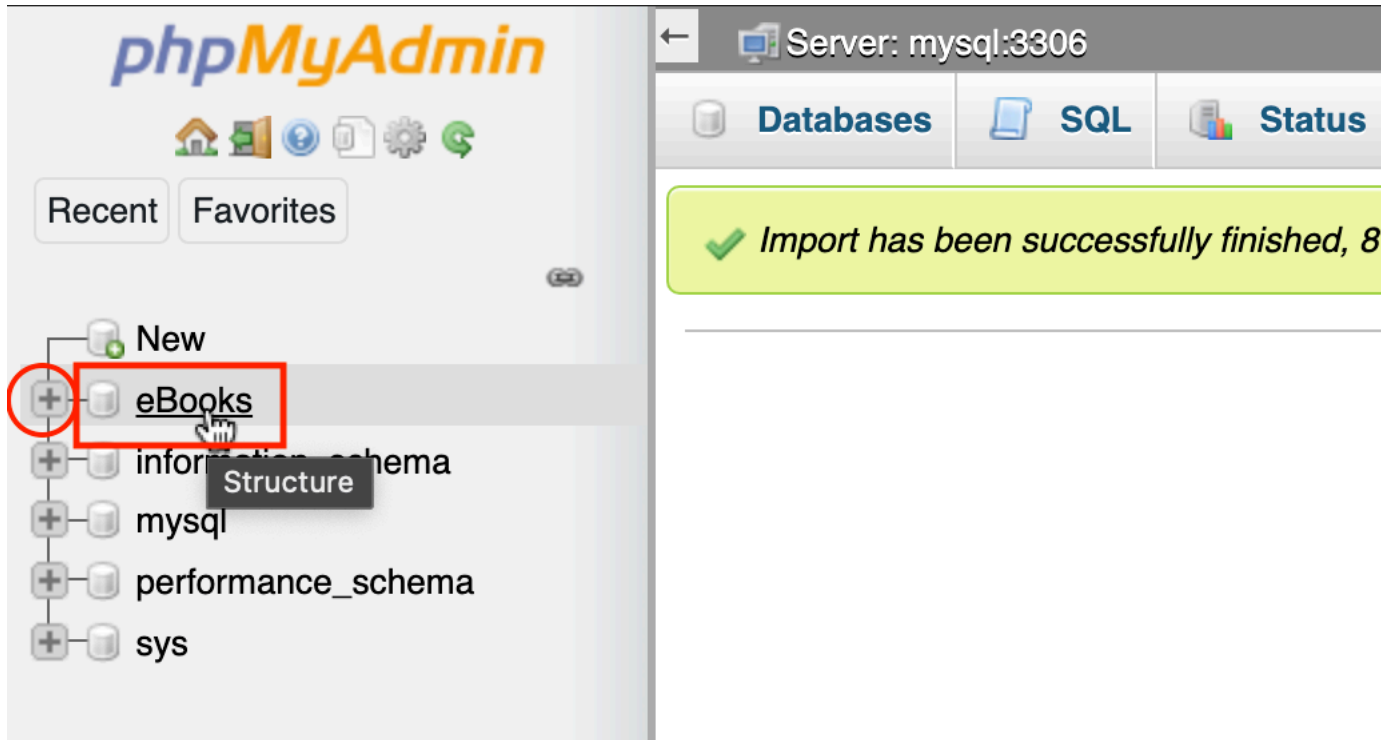 phpMyAdmin
Recent Favorites
New
eBooks
information_schema
Structure
mysql
performance_schema
sys
Server: mysql:3306
Databases SQL Status
Import has been successfully finished, 8